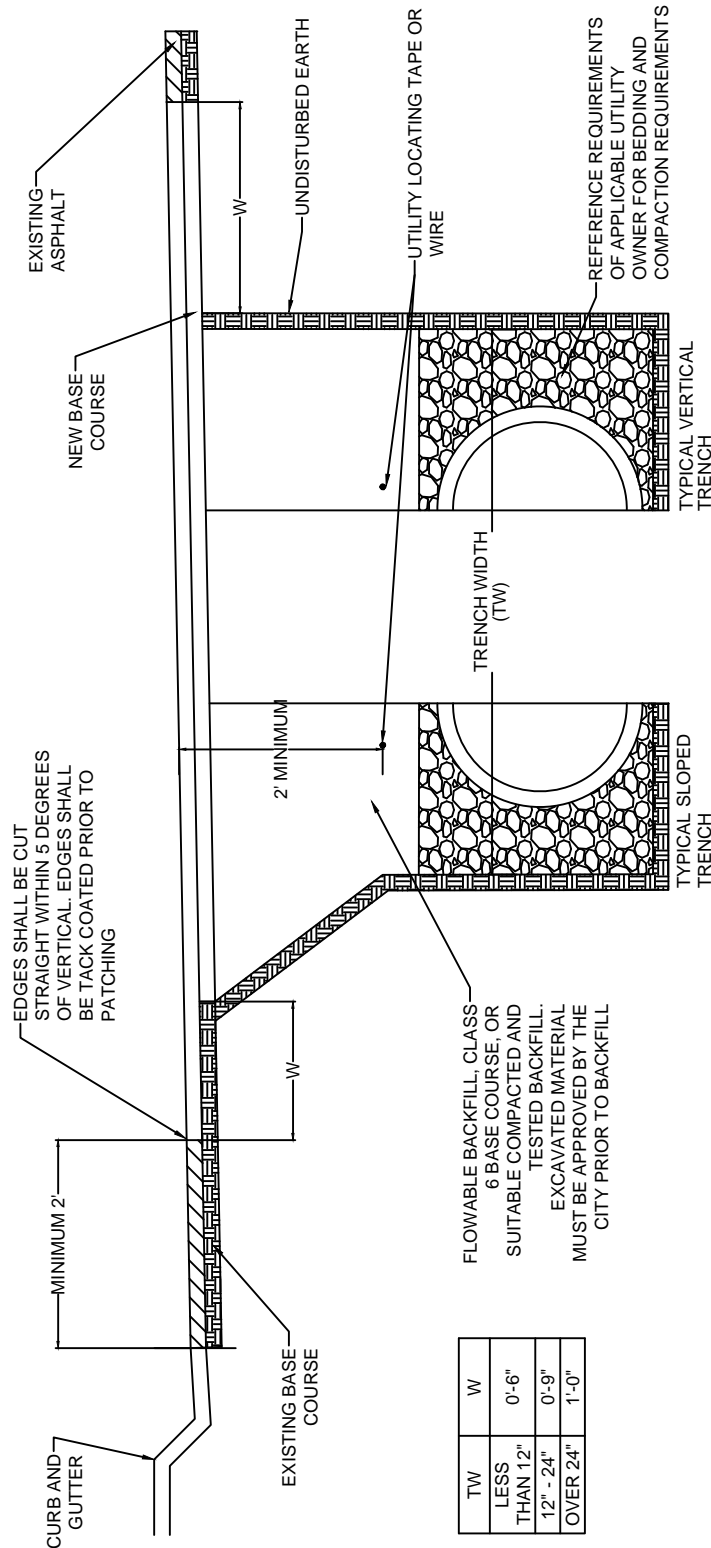 CURB AND
GUTTER
MINIMUM 2'
EDGES SHALL BE CUT
STRAIGHT WITHIN 5 DEGREES
OF VERTICAL. EDGES SHALL
BE TACK COATED PRIOR TO
PATCHING
NEW BASE
COURSE
EXISTING
ASPHALT
W
W
UNDISTURBED EARTH
EXISTING BASE
COURSE
2' MINIMUM
UTILITY LOCATING TAPE OR
WIRE
FLOWABLE BACKFILL, CLASS
6 BASE COURSE, OR
SUITABLE COMPACTED AND
TESTED BACKFILL.
EXCAVATED MATERIAL
MUST BE APPROVED BY THE
CITY PRIOR TO BACKFILL
TRENCH WIDTH
(TW)
REFERENCE REQUIREMENTS
OF APPLICABLE UTILITY
OWNER FOR BEDDING AND
COMPACTION REQUIREMENTS
TW W
LESS
THAN 12" 0'-6"
12" - 24" 0'-9"
OVER 24" 1'-0"
TYPICAL SLOPED
TRENCH
TYPICAL VERTICAL
TRENCH